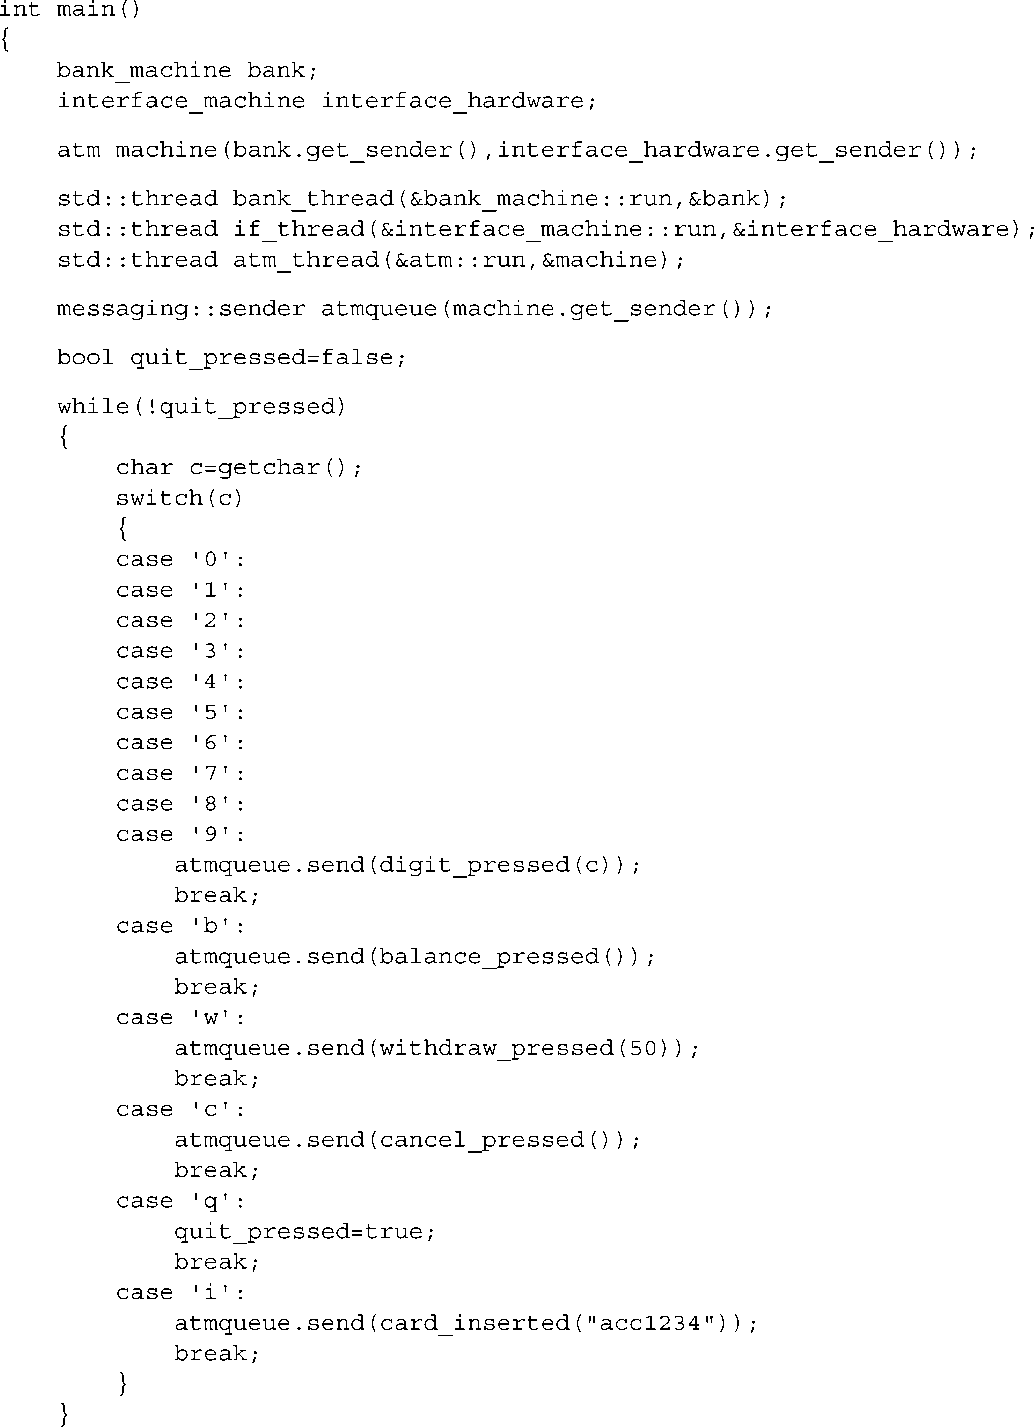 int main()
{
    bank_machine bank;
    interface_machine interface_hardware;
    atm machine(bank.get_sender(),interface_hardware.get_sender());
    std::thread bank_thread(&bank_machine::run,&bank);
    std::thread if_thread(&interface_machine::run,&interface_hardware);
    std::thread atm_thread(&atm::run,&machine);
    messaging::sender atmqueue(machine.get_sender());
    bool quit_pressed=false;
    while(!quit_pressed)
    {
        char c=getchar();
        switch(c)
        {
        case '0':
        case '1':
        case '2':
        case '3':
        case '4':
        case '5':
        case '6':
        case '7':
        case '8':
        case '9':
            atmqueue.send(digit_pressed(c));
            break;
        case 'b':
            atmqueue.send(balance_pressed());
            break;
        case 'w':
            atmqueue.send(withdraw_pressed(50));
            break;
        case 'c':
            atmqueue.send(cancel_pressed());
            break;
        case 'q':
            quit_pressed=true;
            break;
        case 'i':
            atmqueue.send(card_inserted("acc1234"));
            break;
        }
    }